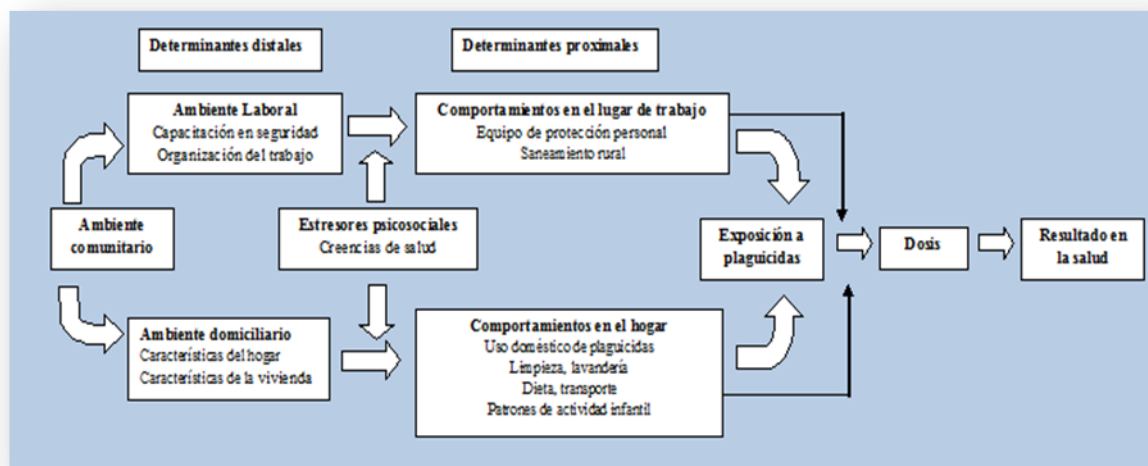 Determinantes distales
Determinantes proximales
Ambiente Laboral
Capacitación en seguridad
Organización del trabajo
Comportamientos en el lugar de trabajo
Equipo de protección personal
Saneamiento rural
Ambiente
comunitario
Estresores psicosociales
Creencias de salud
Exposición a
plaguicidas
Dosis
Resultado en
la salud
Ambiente domiciliario
Características del hogar
Características de la vivienda
Comportamientos en el hogar
Uso doméstico de plaguicidas
Limpieza, lavandería
Dieta, transporte
Patrones de actividad infantil